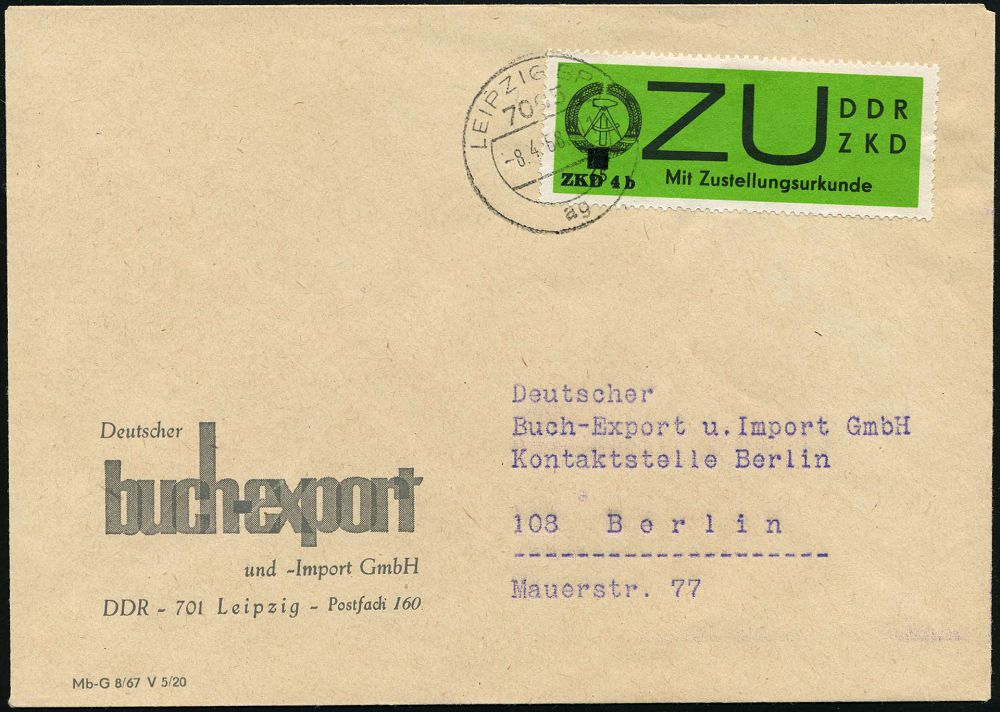 LEIPZIG BP
7093
-8.4.68
ag
ZU
DDR
ZKD
ZKD 4 b
Mit Zustellungsurkunde
Deutscher
buch-export
und -Import GmbH
DDR - 701 Leipzig - Postfach 160
Mb-G 8/67 V 5/20
Deutscher
Buch-Export u. Import GmbH
Kontaktstelle Berlin
108 Berlin
Mauerstr. 77